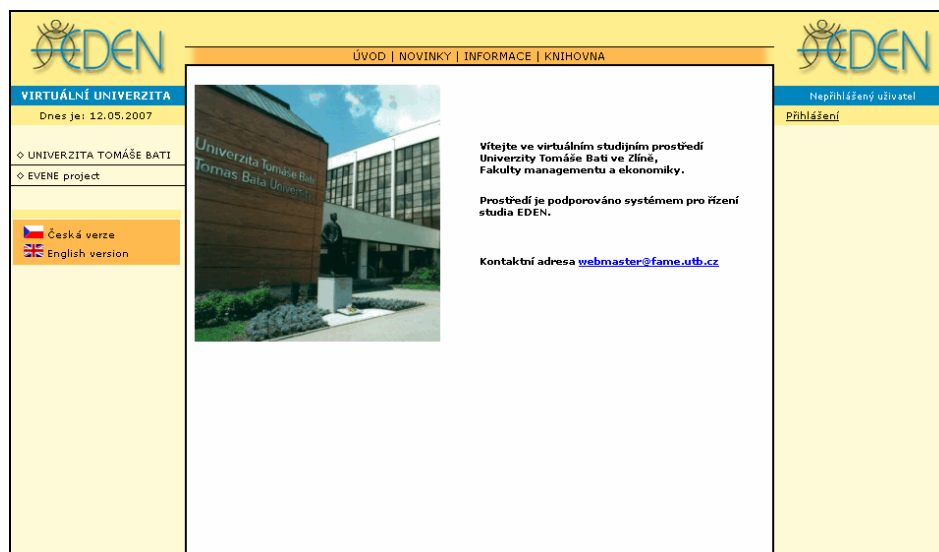 EDEN
EDEN
ÚVOD | NOVINKY | INFORMACE | KNIHOVNA
VIRTUÁLNÍ UNIVERZITA
Nepřihlášený uživatel
Dnes je: 12.05.2007
Přihlášení
UNIVERZITA TOMÁŠE BATI
EVENE project
Česká verze
English version
Univerzita Tomáše Bati
Tomas Bata University
Vítejte ve virtuálním studijním prostředí
Univerzity Tomáše Bati ve Zlíně,
Fakulty managementu a ekonomiky.
Prostředí je podporováno systémem pro řízení
studia EDEN.
Kontaktní adresa webmaster@fame.utb.cz